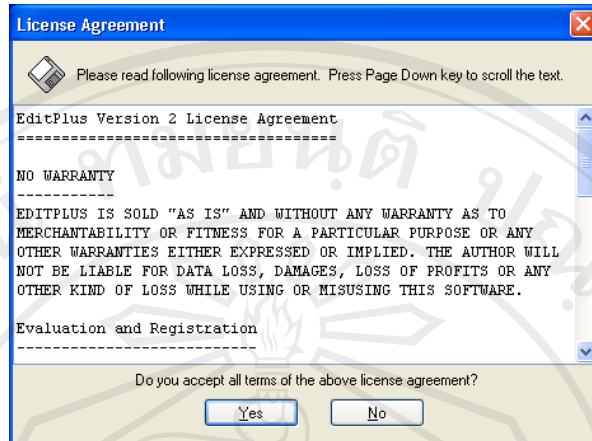 License Agreement
Please read following license agreement. Press Page Down key to scroll the text.
EditPlus Version 2 License Agreement
====================================
NO WARRANTY
-----------
EDITPLUS IS SOLD "AS IS" AND WITHOUT ANY WARRANTY AS TO
MERCHANTABILITY OR FITNESS FOR A PARTICULAR PURPOSE OR ANY
OTHER WARRANTIES EITHER EXPRESSED OR IMPLIED. THE AUTHOR WILL
NOT BE LIABLE FOR DATA LOSS, DAMAGES, LOSS OF PROFITS OR ANY
OTHER KIND OF LOSS WHILE USING OR MISUSING THIS SOFTWARE.
Evaluation and Registration
---------------------------
Do you accept all terms of the above license agreement?
Yes No